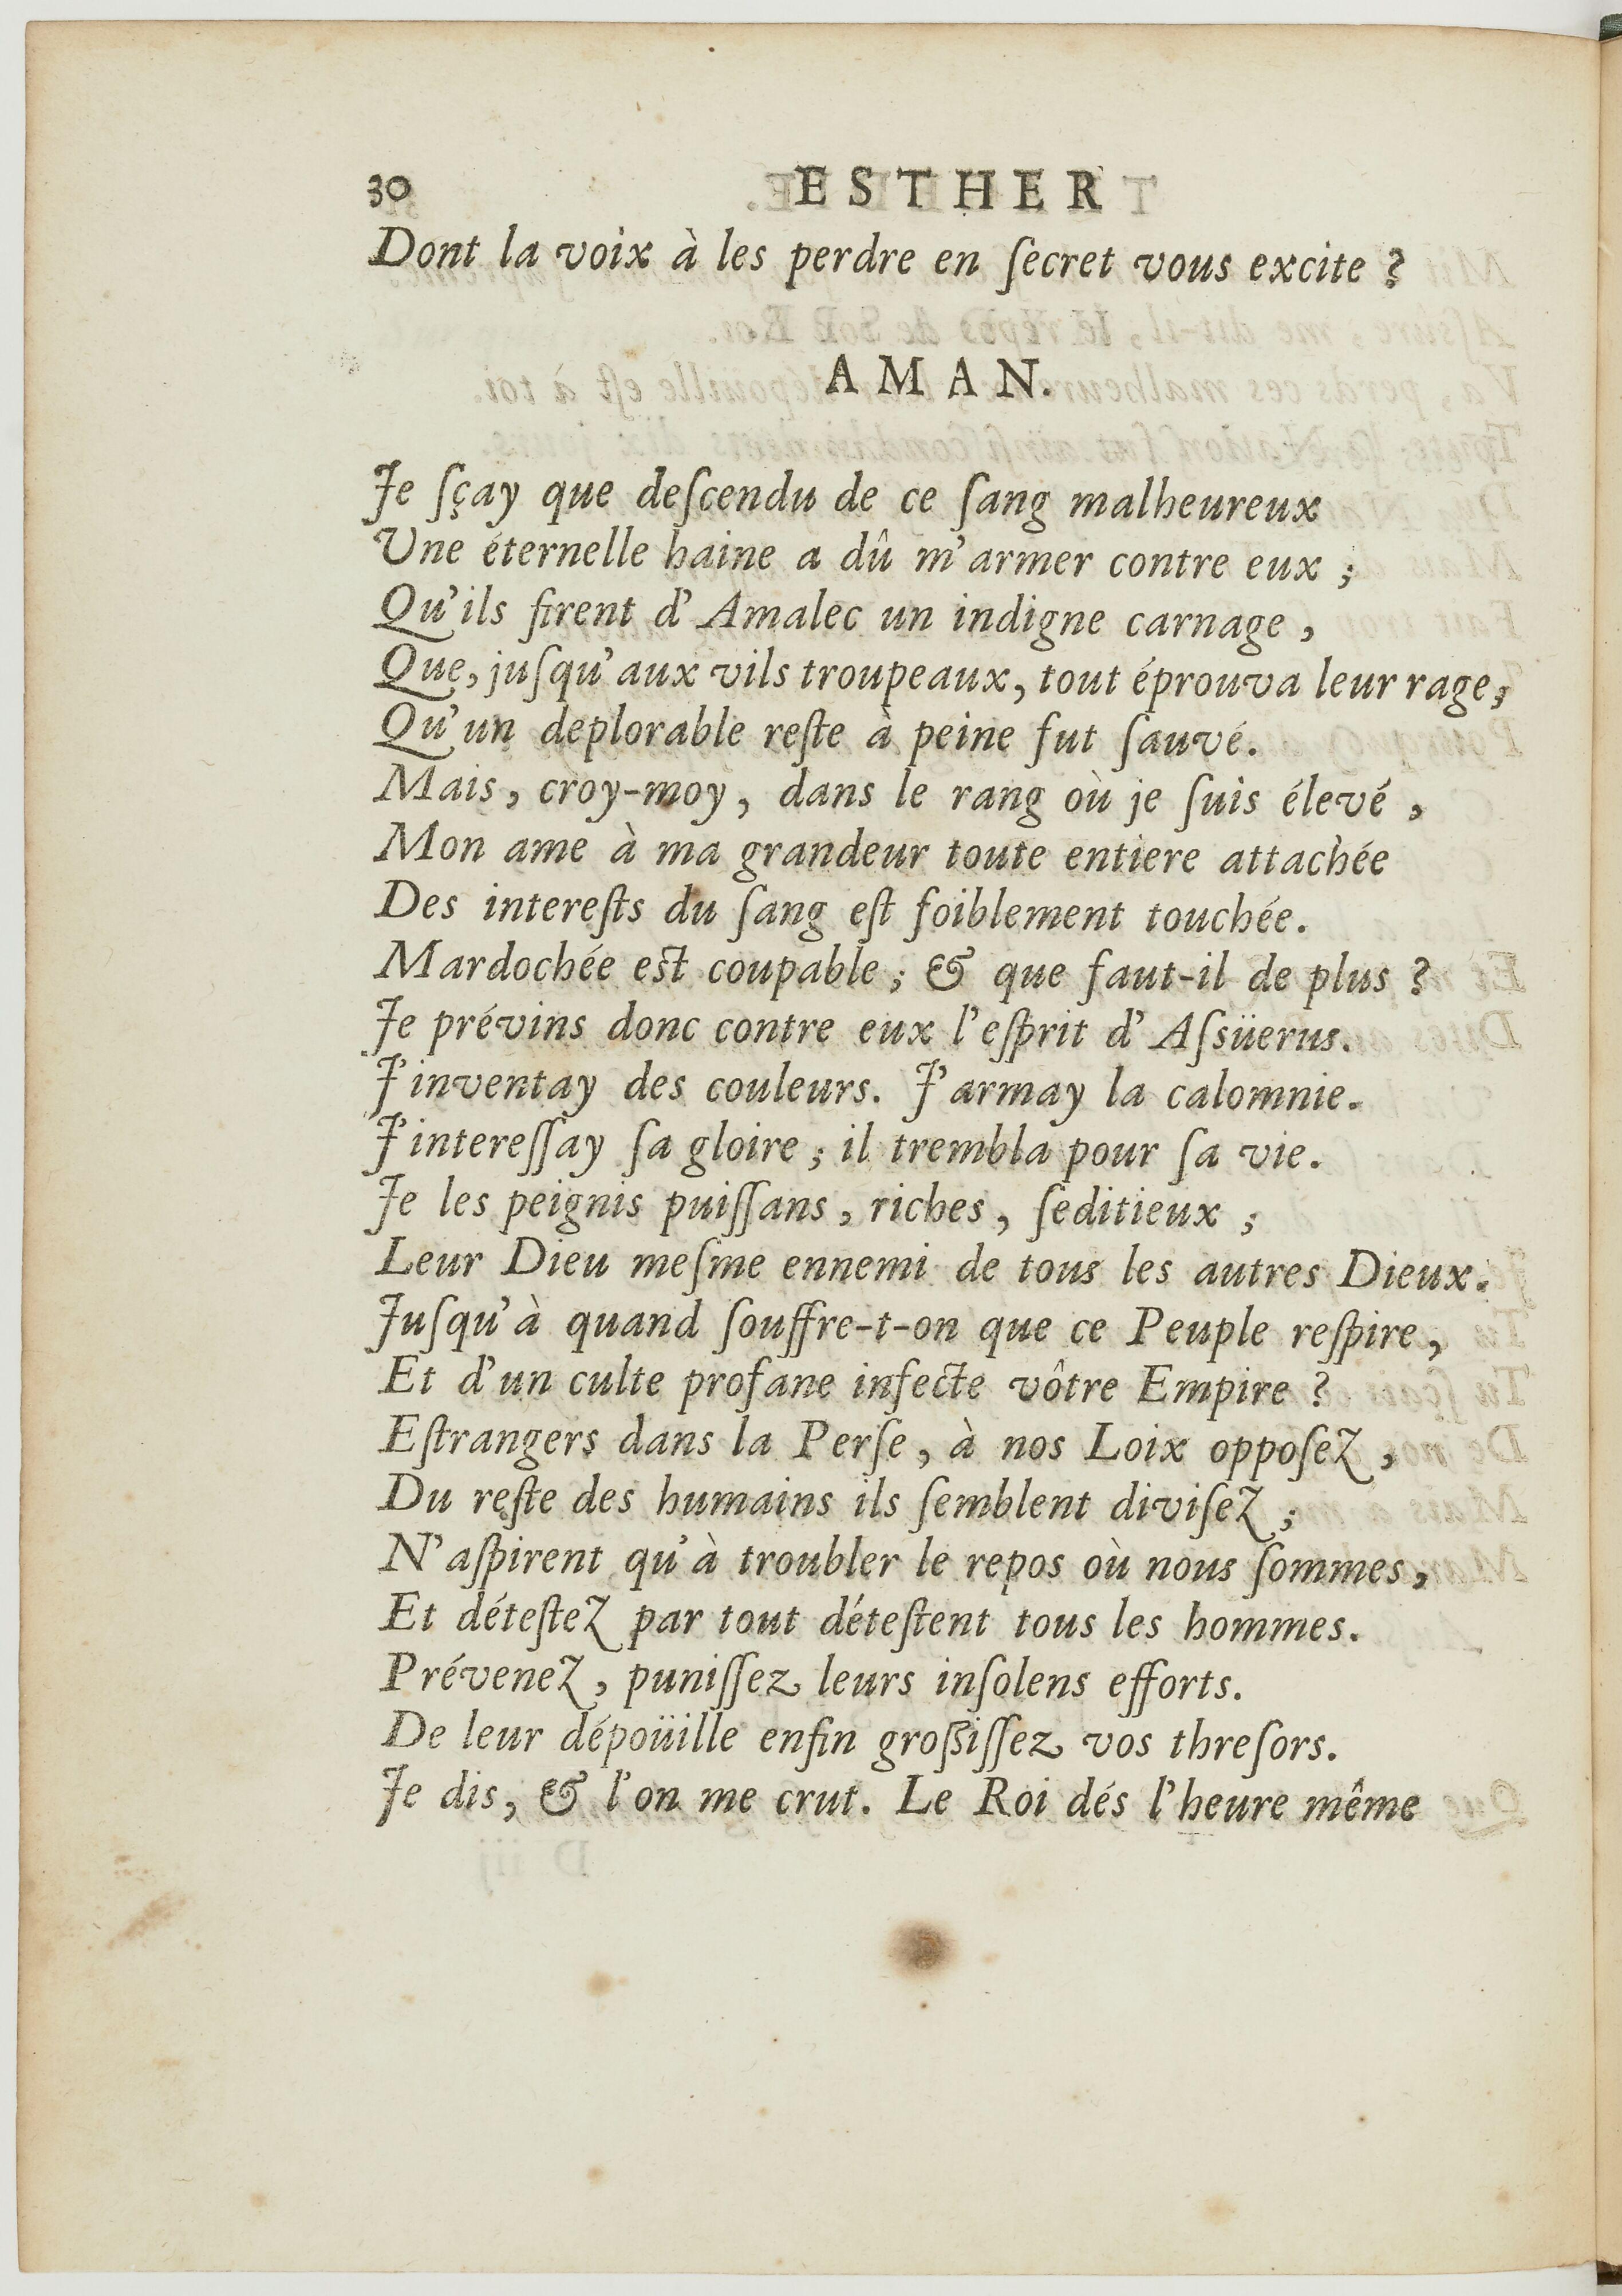 30 ESTHER
Dont la voix à les perdre en ſecret vous excite ?
AMAN.
Je ſçay que deſcendu de ce ſang malheureux
Une éternelle haine a dû m'armer contre eux ;
Qu'ils firent d'Amalec un indigne carnage ,
Que, juſqu'aux vils troupeaux, tout éprouva leur rage;
Qu'un deplorable reſte à peine fut ſauvé.
Mais, croy-moy, dans le rang où je ſuis élevé ,
Mon ame à ma grandeur toute entiere attachée
Des intereſts du ſang eſt foiblement touchée.
Mardochée eſt coupable ; & que faut-il de plus ?
Je prévins donc contre eux l'eſprit d'Aſſüerus.
J'inventay des couleurs. J'armay la calomnie.
J'intereſſay ſa gloire ; il trembla pour ſa vie.
Je les peignis puiſſans, riches, ſeditieux ;
Leur Dieu meſme ennemi de tous les autres Dieux.
Juſqu'à quand ſouffre-t-on que ce Peuple reſpire,
Et d'un culte profane infecte vôtre Empire ?
Eſtrangers dans la Perſe, à nos Loix oppoſez ,
Du reſte des humains ils ſemblent diviſez ;
N'aſpirent qu'à troubler le repos où nous ſommes,
Et déteſtez par tout déteſtent tous les hommes.
Prévenez, puniſſez leurs inſolens efforts.
De leur dépoüille enfin groſſiſſez vos threſors.
Je dis, & l'on me crut. Le Roi dés l'heure même